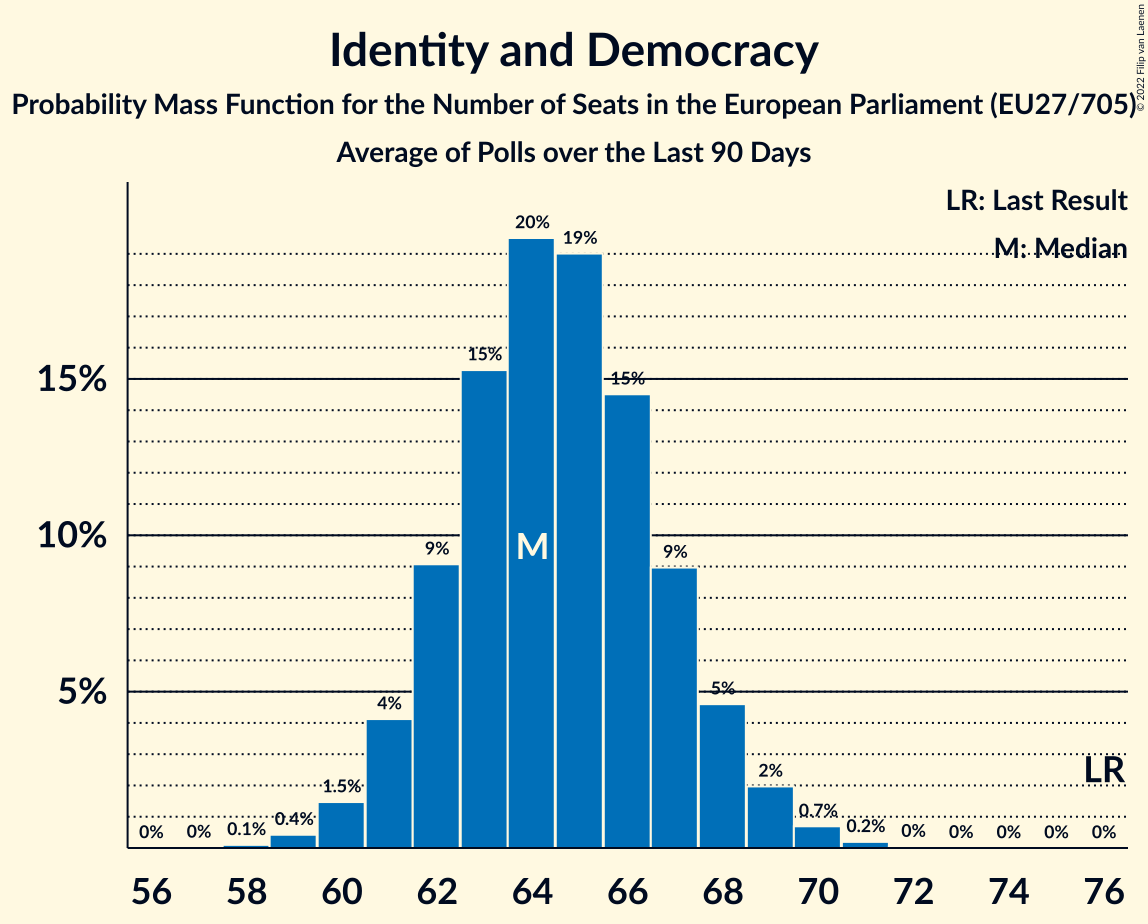 Identity and Democracy
Probability Mass Function for the Number of Seats in the European Parliament (EU27/705)
Average of Polls over the Last 90 Days
© 2022 Filip van Laenen
LR: Last Result
M: Median
15%
10%
5%
0%
0%
0.1%
0.4%
1.5%
4%
9%
15%
20%
19%
15%
9%
5%
2%
0.7%
0.2%
0%
0%
0%
0%
0%
M
LR
56 58 60 62 64 66 68 70 72 74 76